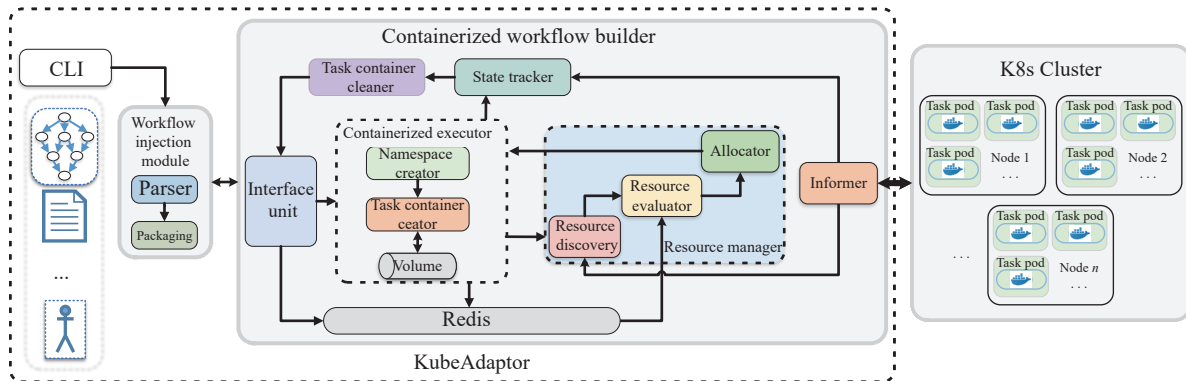 Containerized workflow builder
CLI
Task container
cleaner
State tracker
K8s Cluster
Workflow
injection
module
Parser
Packaging
...
Interface
unit
Containerized executor
Namespace
creator
Task container
ceator
Volume
Allocator
Resource
evaluator
Resource
discovery
Resource manager
Informer
Redis
KubeAdaptor
Task pod
Task pod
Task pod
Node 1
...
Task pod
Task pod
Task pod
Node 2
...
...
Task pod
Task pod
Task pod
Node n
...